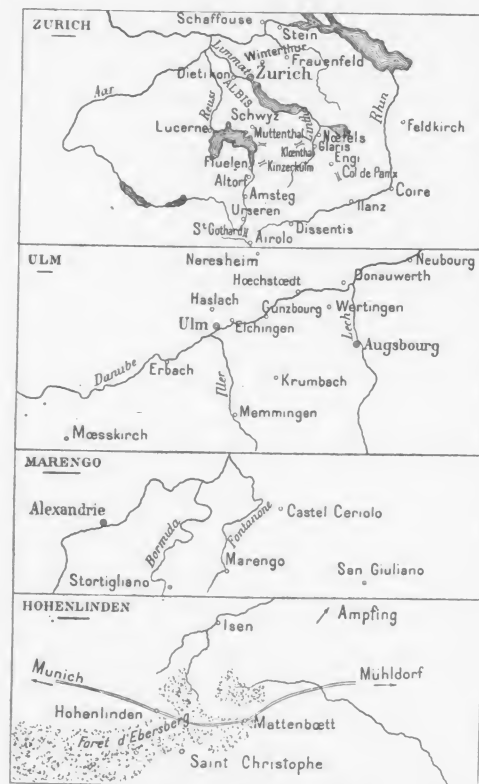 ZURICH
Schaffouse
Stein
Limmat
Winterthur
Frauenfeld
Dietikon
Zurich
ALBIS
Aar
Reuss
Rhin
Schwyz
Linth
Lucerne
Muttenthal
Nœfels
Feldkirch
Klœnthal
Glaris
Fluelen
Kinzerkülm
Engi
Altorf
Col de Panix
Amsteg
Coire
Urseren
Ilanz
St Gothard
Dissentis
Airolo
ULM
Neresheim
Neubourg
Hœchstœdt
Donauwerth
Haslach
Gunzbourg
Wertingen
Ulm
Elchingen
Lech
Augsbourg
Danube
Erbach
Iller
Krumbach
Memmingen
Mœsskirch
MARENGO
Alexandrie
Bormida
Fontanone
Castel Ceriolo
Marengo
San Giuliano
Stortigliano
HOHENLINDEN
Isen
Ampfing
Munich
Mühldorf
Hohenlinden
Mattenbœtt
Forêt d'Ebersberg
Saint Christophe